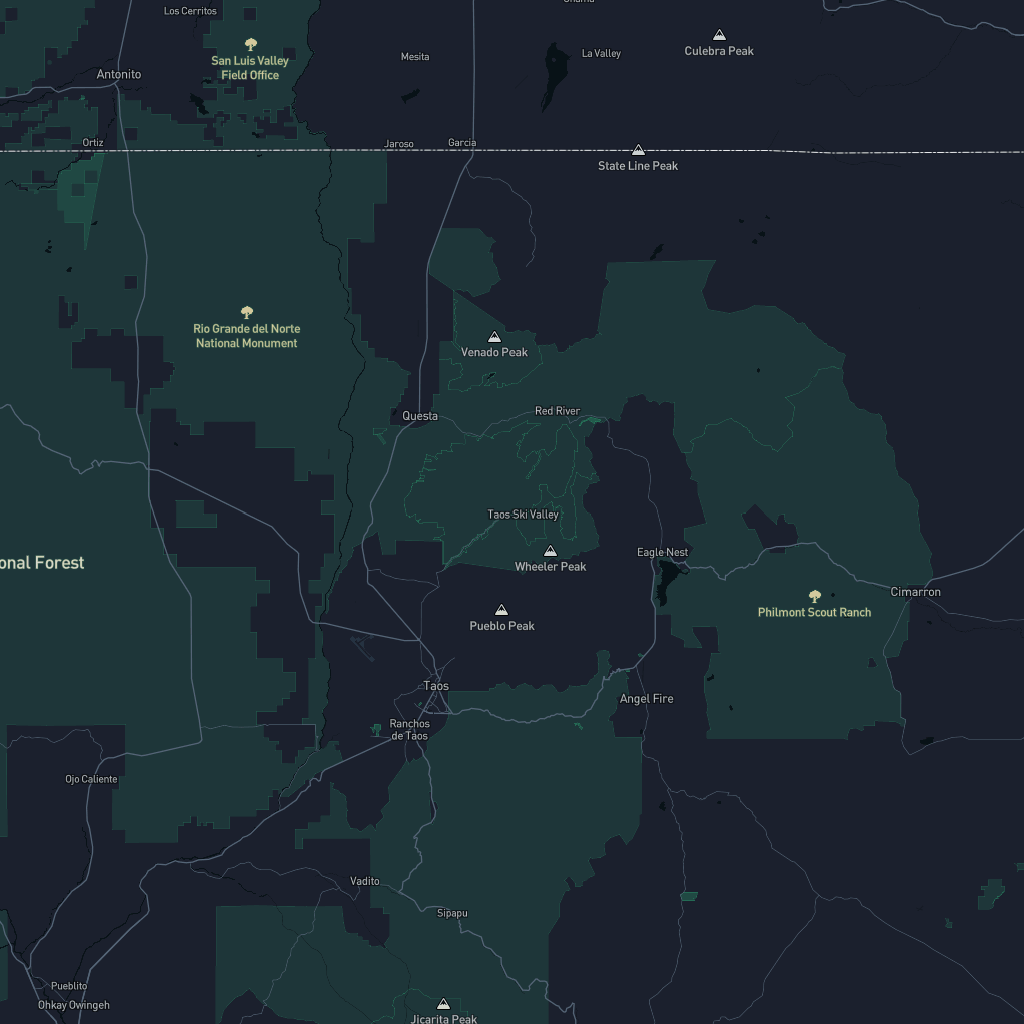 Los Cerritos
San Luis Valley
Field Office
Mesita
La Valley
Culebra Peak
Antonito
Ortiz
Jaroso
Garcia
State Line Peak
Rio Grande del Norte
National Monument
Venado Peak
Questa
Red River
Taos Ski Valley
onal Forest
Wheeler Peak
Eagle Nest
Cimarron
Pueblo Peak
Philmont Scout Ranch
Taos
Angel Fire
Ranchos
de Taos
Ojo Caliente
Vadito
Sipapu
Pueblito
Ohkay Owingeh
Jicarita Peak